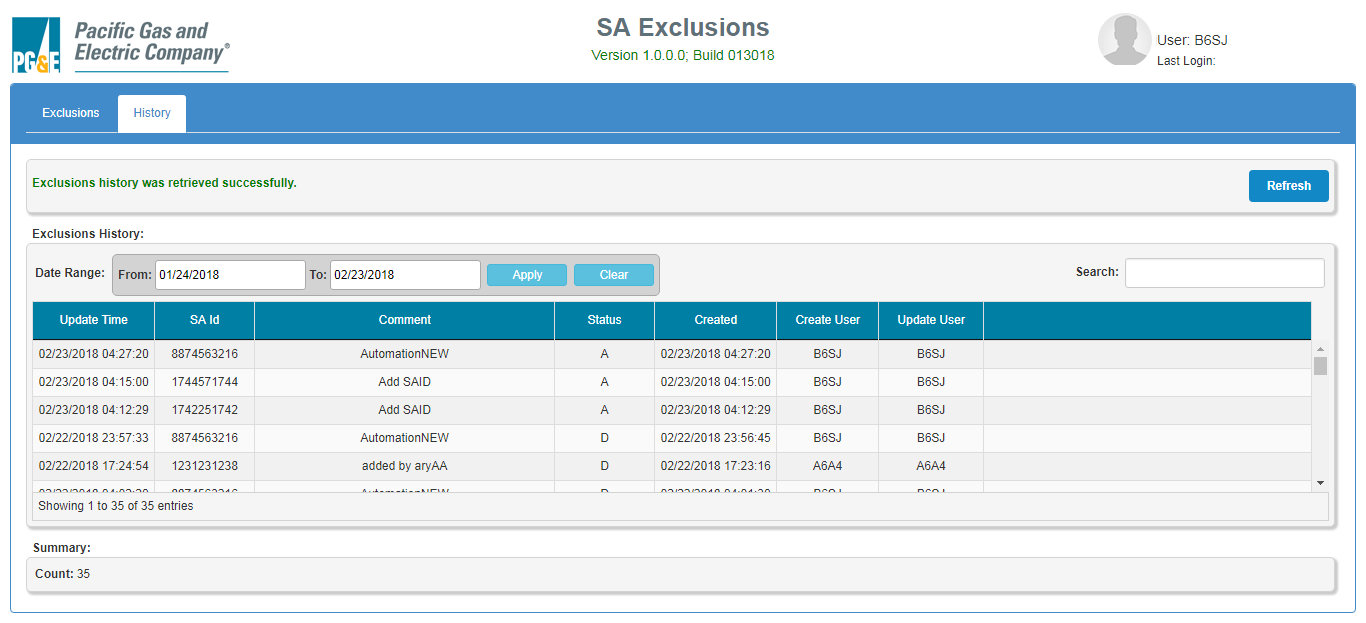 PG&E
Pacific Gas and
Electric Company®
SA Exclusions
Version 1.0.0.0; Build 013018
User: B6SJ
Last Login:
Exclusions History
Exclusions history was retrieved successfully.
Refresh
Exclusions History:
Date Range: From: 01/24/2018 To: 02/23/2018 Apply Clear Search:
Update Time SA Id Comment Status Created Create User Update User
02/23/2018 04:27:20 8874563216 AutomationNEW A 02/23/2018 04:27:20 B6SJ B6SJ
02/23/2018 04:15:00 1744571744 Add SAID A 02/23/2018 04:15:00 B6SJ B6SJ
02/23/2018 04:12:29 1742251742 Add SAID A 02/23/2018 04:12:29 B6SJ B6SJ
02/22/2018 23:57:33 8874563216 AutomationNEW D 02/22/2018 23:56:45 B6SJ B6SJ
02/22/2018 17:24:54 1231231238 added by aryAA D 02/22/2018 17:23:16 A6A4 A6A4
Showing 1 to 35 of 35 entries
Summary:
Count: 35